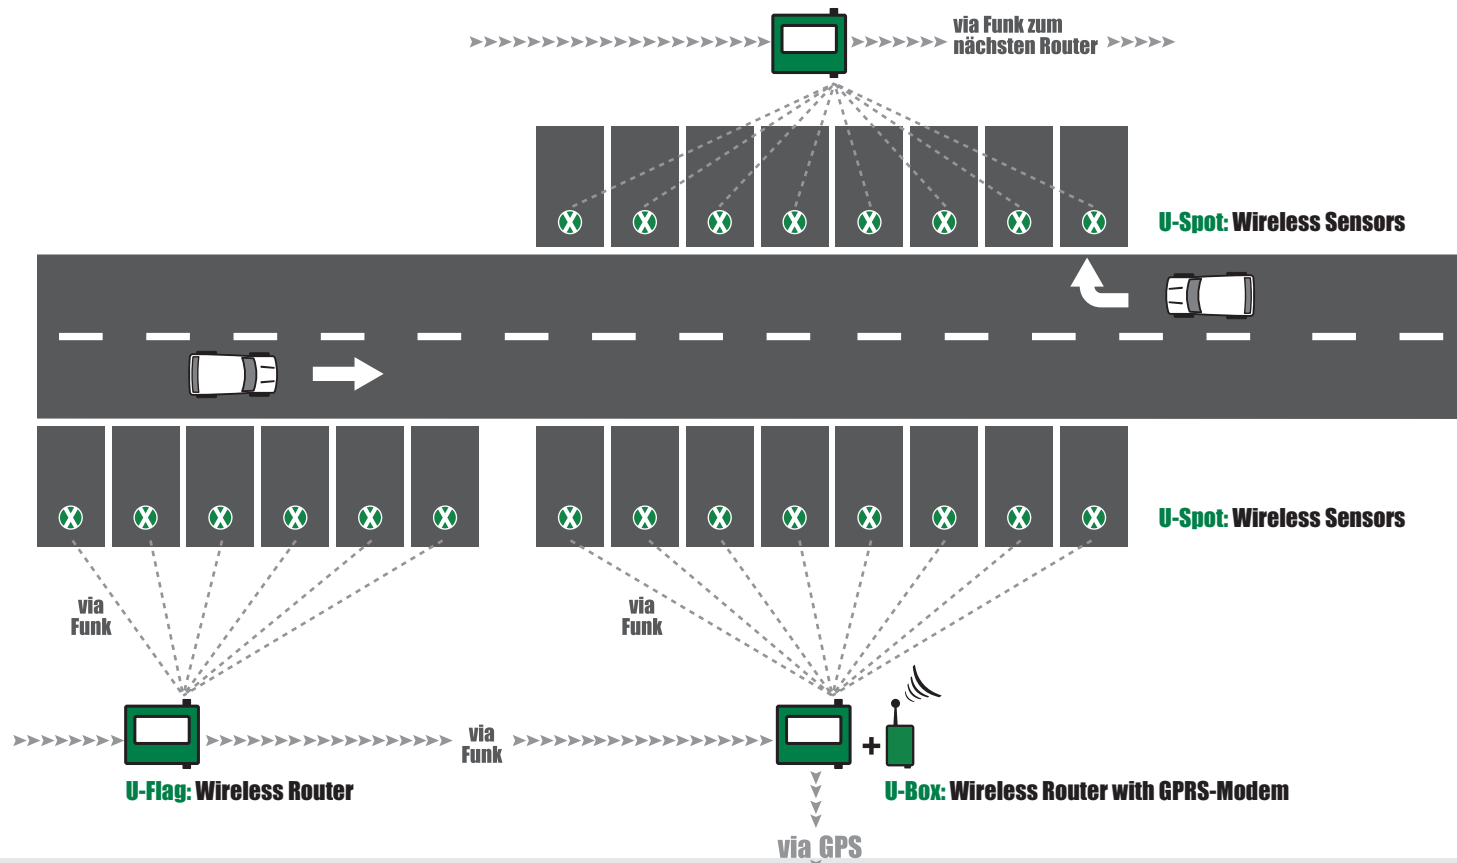 via Funk zum
nächsten Router
U-Spot: Wireless Sensors
U-Spot: Wireless Sensors
via
Funk
via
Funk
via
Funk
U-Flag: Wireless Router
+
U-Box: Wireless Router with GPRS-Modem
via GPS